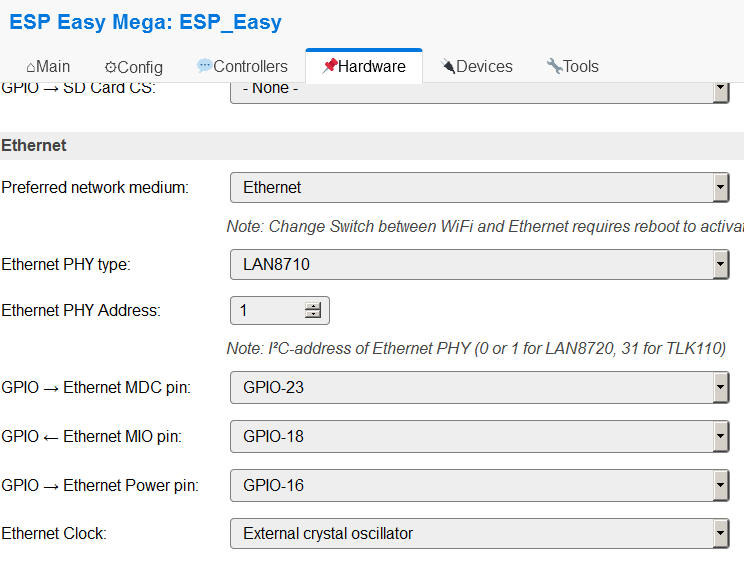 ESP Easy Mega: ESP_Easy
Main Config Controllers Hardware Devices Tools
GPIO → SD Card CS: - None -
Ethernet
Preferred network medium: Ethernet
Note: Change Switch between WiFi and Ethernet requires reboot to
Ethernet PHY type: LAN8710
Ethernet PHY Address: 1
Note: I²C-address of Ethernet PHY (0 or 1 for LAN8720, 31 for TLK110)
GPIO → Ethernet MDC pin: GPIO-23
GPIO ← Ethernet MIO pin: GPIO-18
GPIO → Ethernet Power pin: GPIO-16
Ethernet Clock: External crystal oscillator